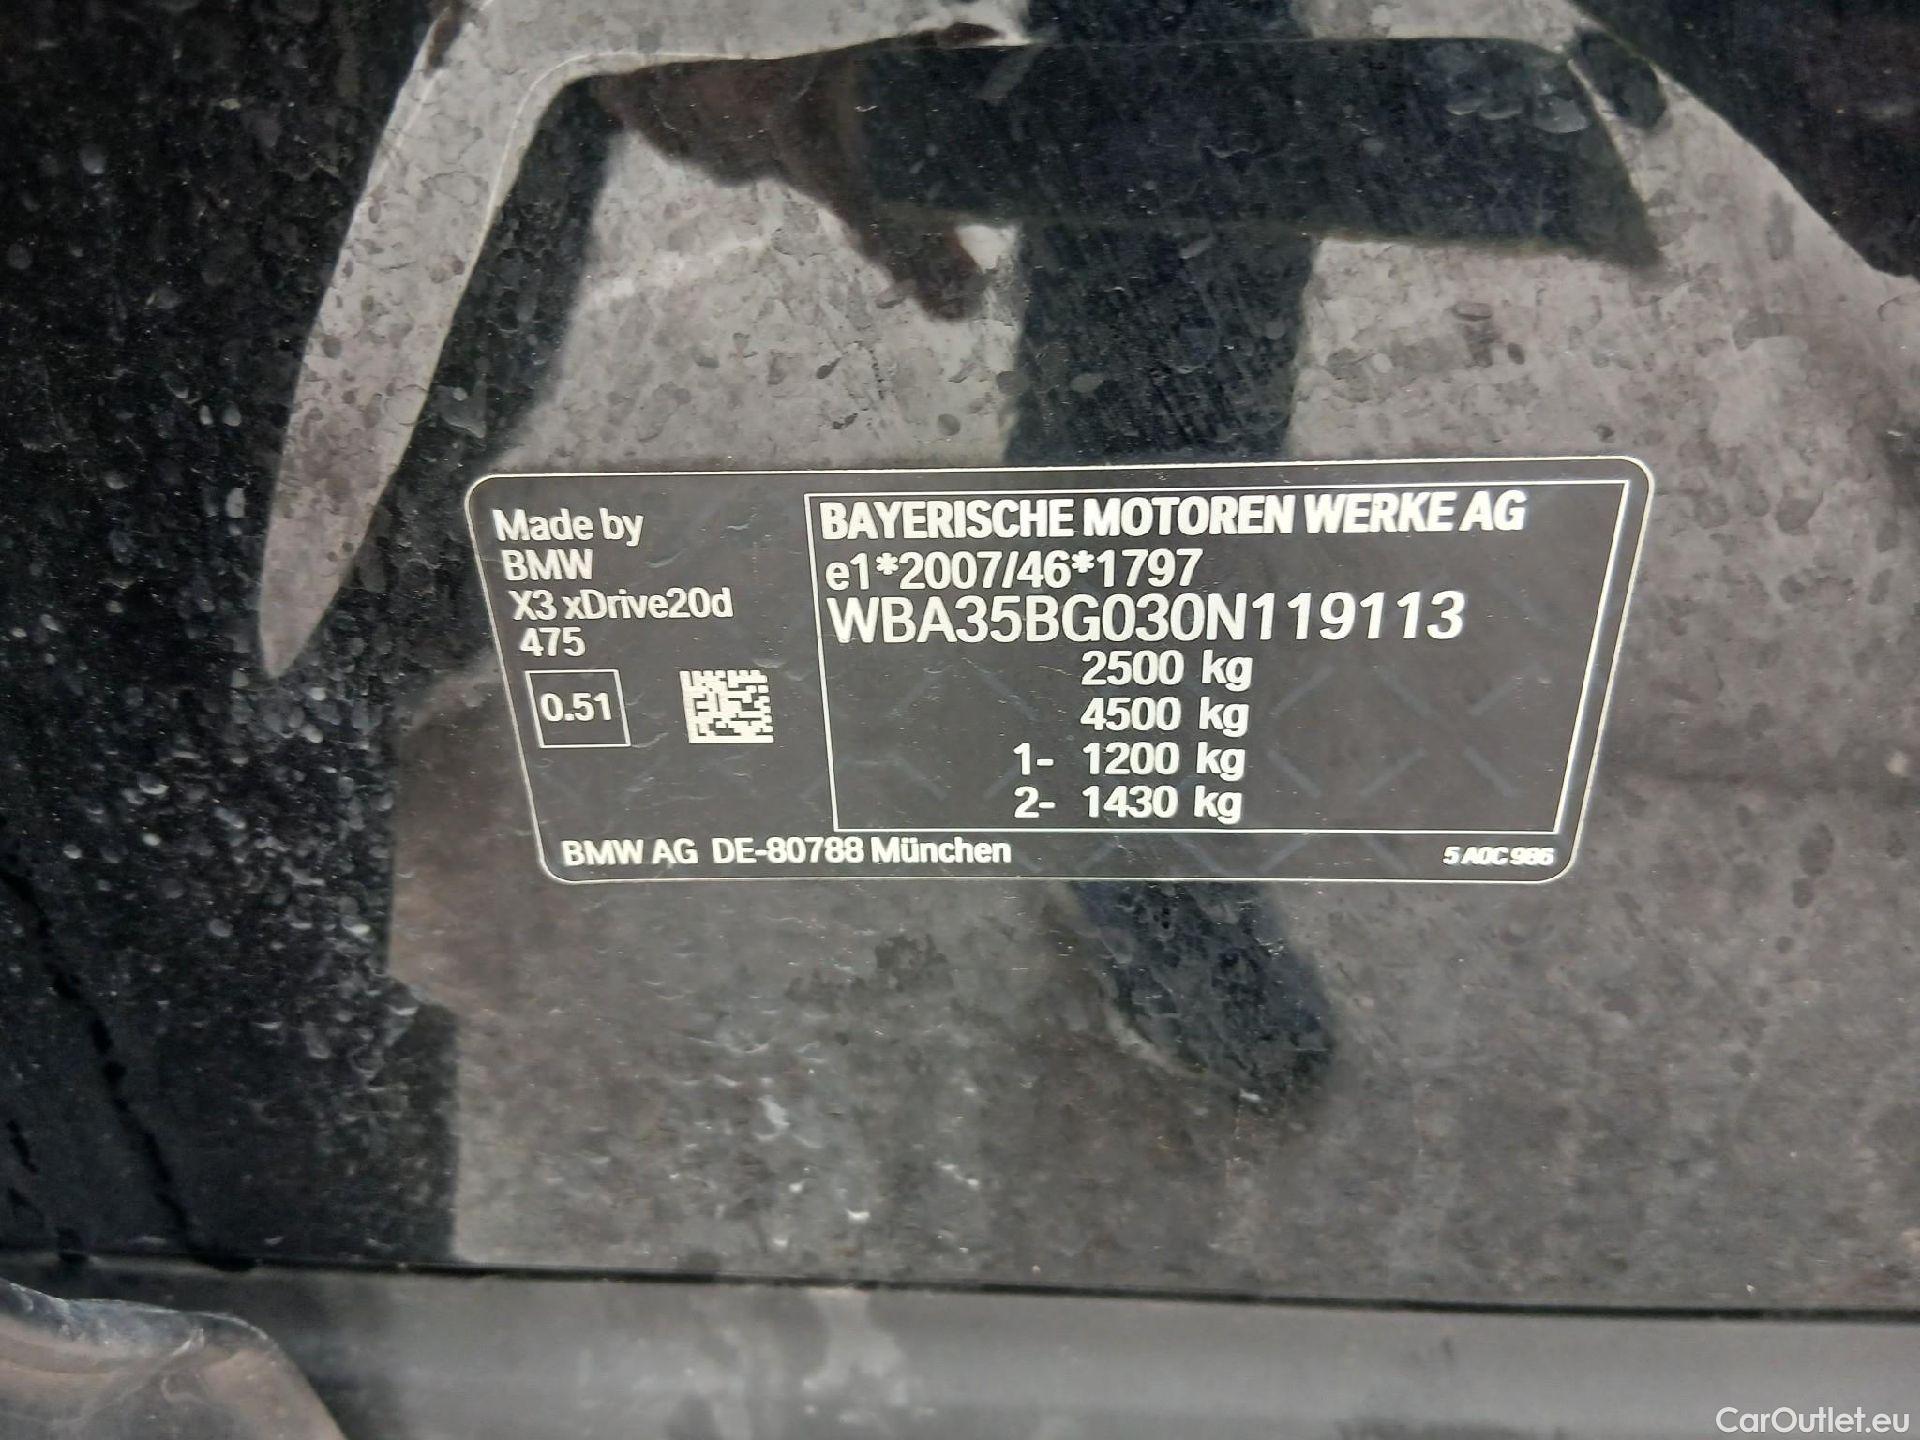 Made by
BMW
X3 xDrive20d
475
0.51
BAYERISCHE MOTOREN WERKE AG
e1*2007/46*1797
WBA35BG030N119113
2500 kg
4500 kg
1- 1200 kg
2- 1430 kg
BMW AG DE-80788 München
5 A0C 986
CarOutlet.eu